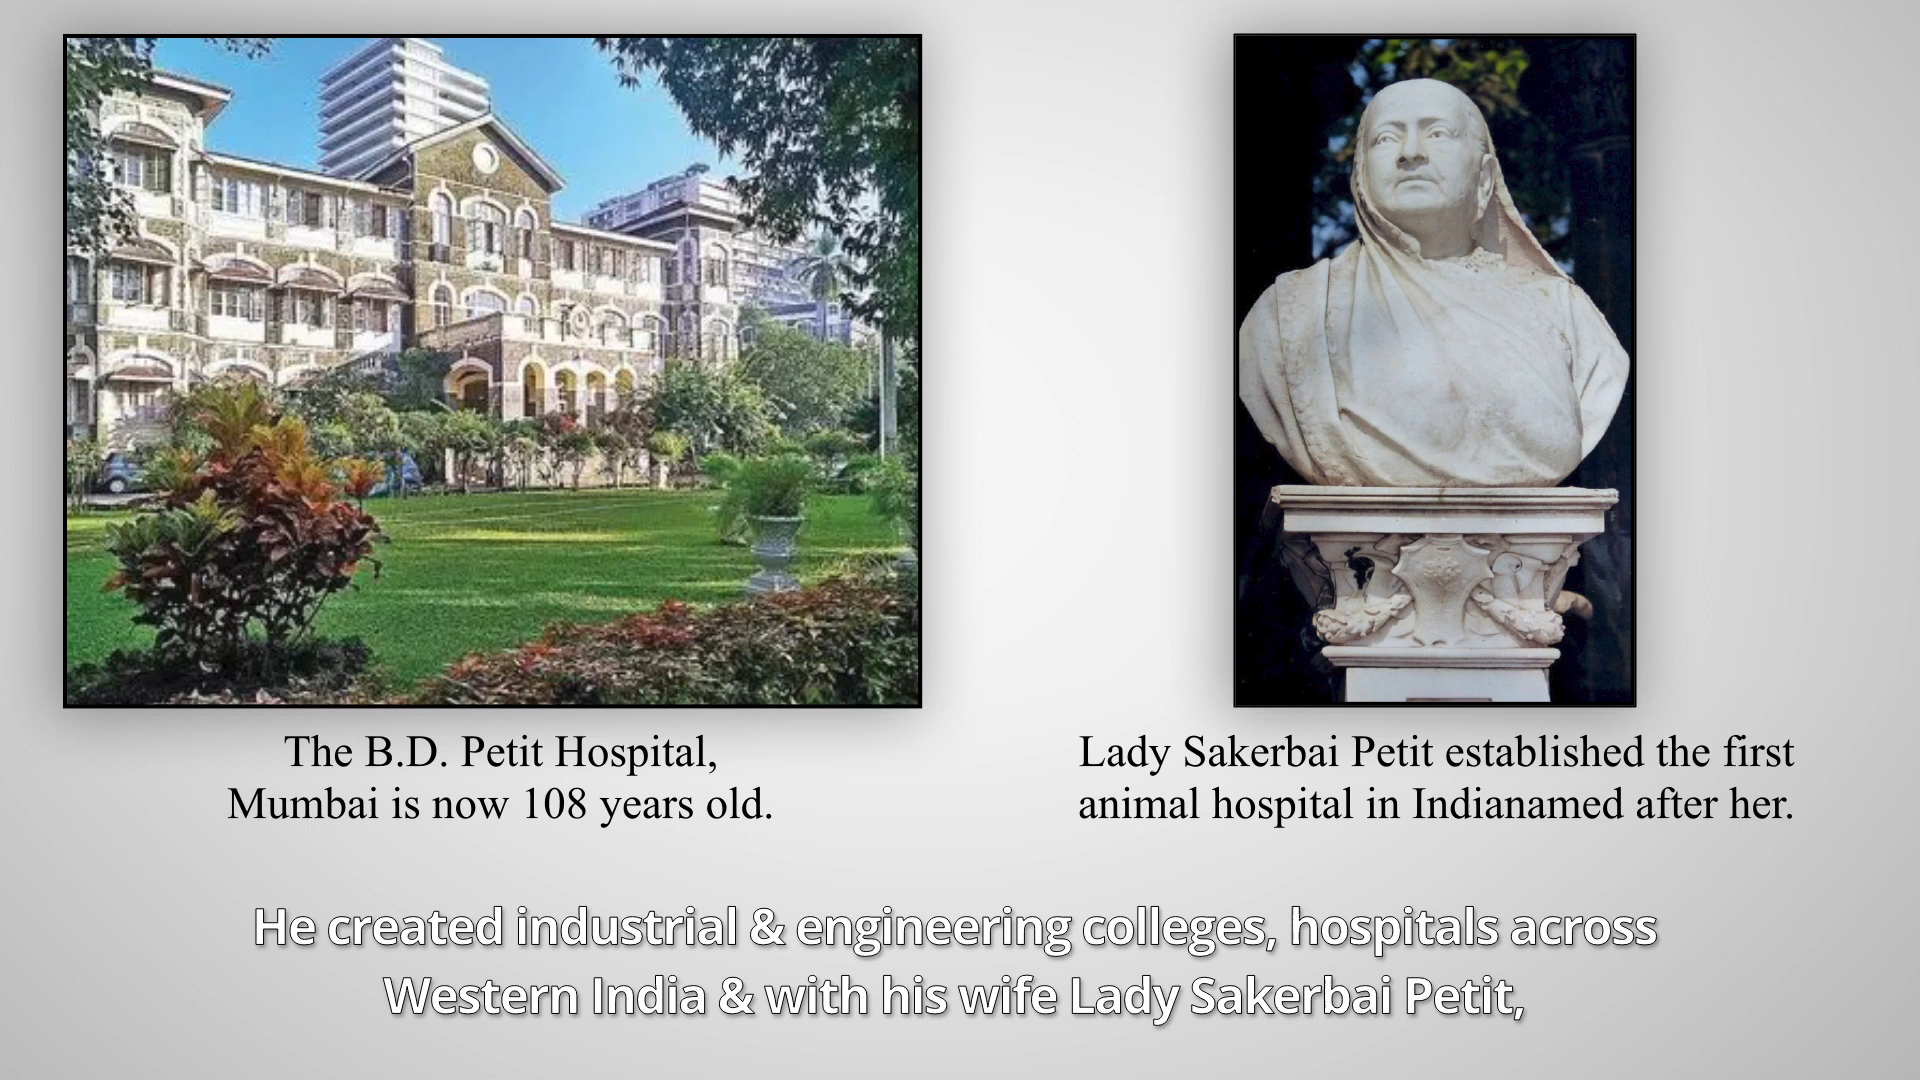 The B.D. Petit Hospital,
Mumbai is now 108 years old.
Lady Sakerbai Petit established the first
animal hospital in Indianamed after her.
He created industrial & engineering colleges, hospitals across
Western India & with his wife Lady Sakerbai Petit,